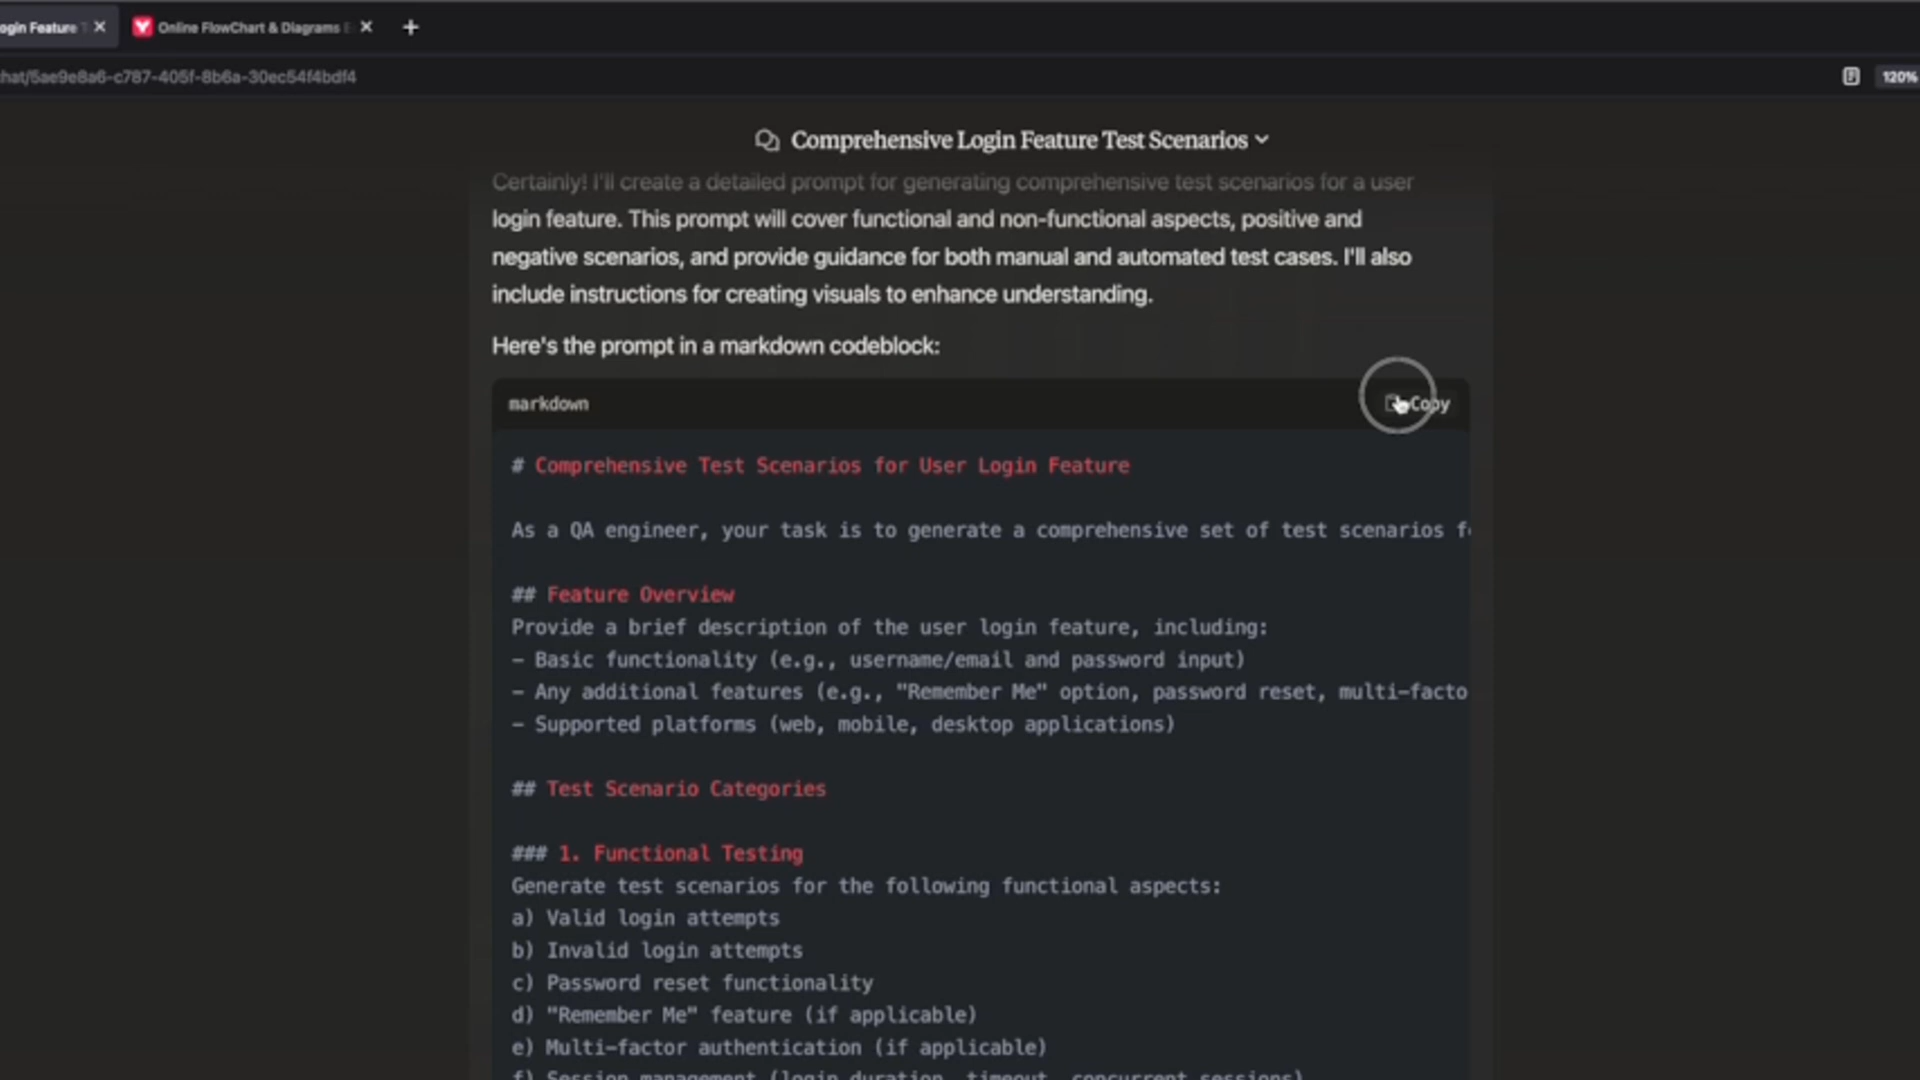 ogin Feature
Online FlowChart & Diagrams
hat/5ae9e8a6-c787-405f-8b6a-30ec54f4bdf4
120%
Comprehensive Login Feature Test Scenarios
Certainly! I'll create a detailed prompt for generating comprehensive test scenarios for a user
login feature. This prompt will cover functional and non-functional aspects, positive and
negative scenarios, and provide guidance for both manual and automated test cases. I'll also
include instructions for creating visuals to enhance understanding.
Here's the prompt in a markdown codeblock:
markdown
Copy
# Comprehensive Test Scenarios for User Login Feature
As a QA engineer, your task is to generate a comprehensive set of test scenarios f
## Feature Overview
Provide a brief description of the user login feature, including:
- Basic functionality (e.g., username/email and password input)
- Any additional features (e.g., "Remember Me" option, password reset, multi-facto
- Supported platforms (web, mobile, desktop applications)
## Test Scenario Categories
### 1. Functional Testing
Generate test scenarios for the following functional aspects:
a) Valid login attempts
b) Invalid login attempts
c) Password reset functionality
d) "Remember Me" feature (if applicable)
e) Multi-factor authentication (if applicable)
f) Session management (login duration, timeout, concurrent sessions)